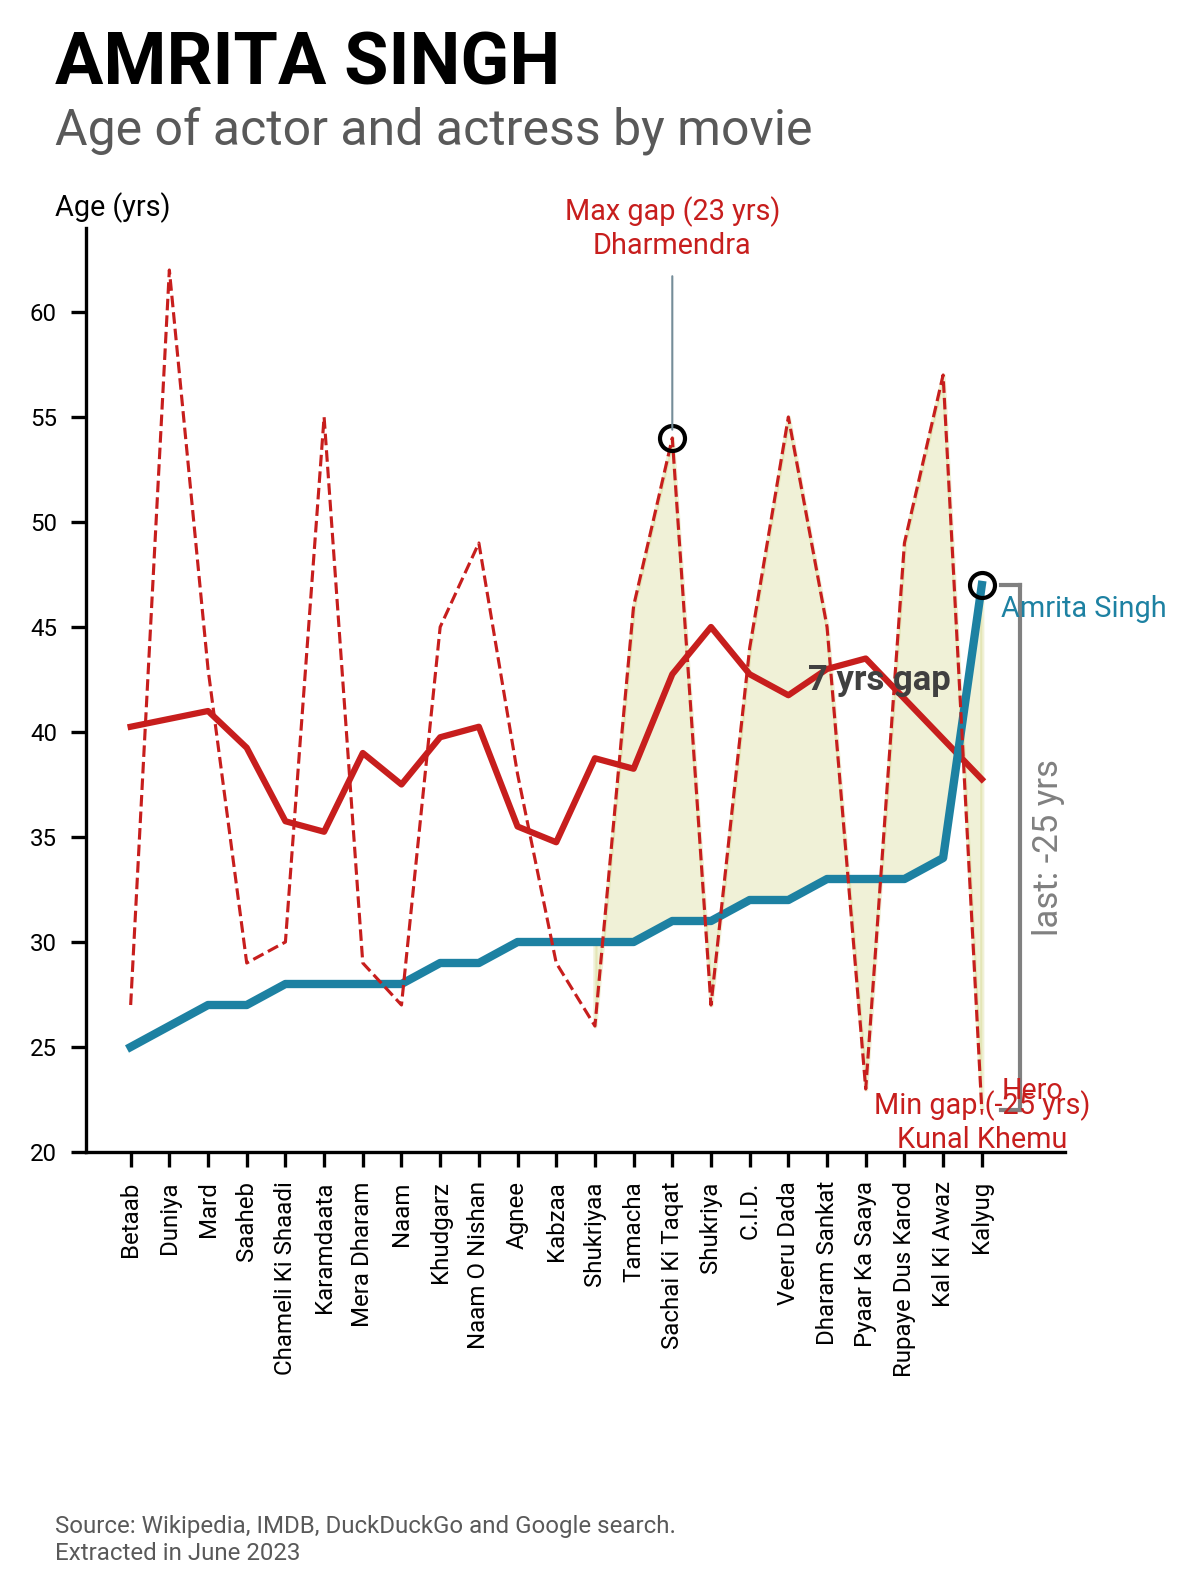 AMRITA SINGH
Age of actor and actress by movie
Age (yrs)
Max gap (23 yrs)
Dharmendra
60
55
50
45
40
35
30
25
20
Amrita Singh
7 yrs gap
last: -25 yrs
Hero
Min gap (-25 yrs)
Kunal Khemu
Betaab
Duniya
Mard
Saaheb
Chameli Ki Shaadi
Karamdaata
Mera Dharam
Naam
Khudgarz
Naam O Nishan
Agnee
Kabzaa
Shukriyaa
Tamacha
Sachai Ki Taqat
Shukriya
C.I.D.
Veeru Dada
Dharam Sankat
Pyaar Ka Saaya
Rupaye Dus Karod
Kal Ki Awaz
Kalyug
Source: Wikipedia, IMDB, DuckDuckGo and Google search.
Extracted in June 2023